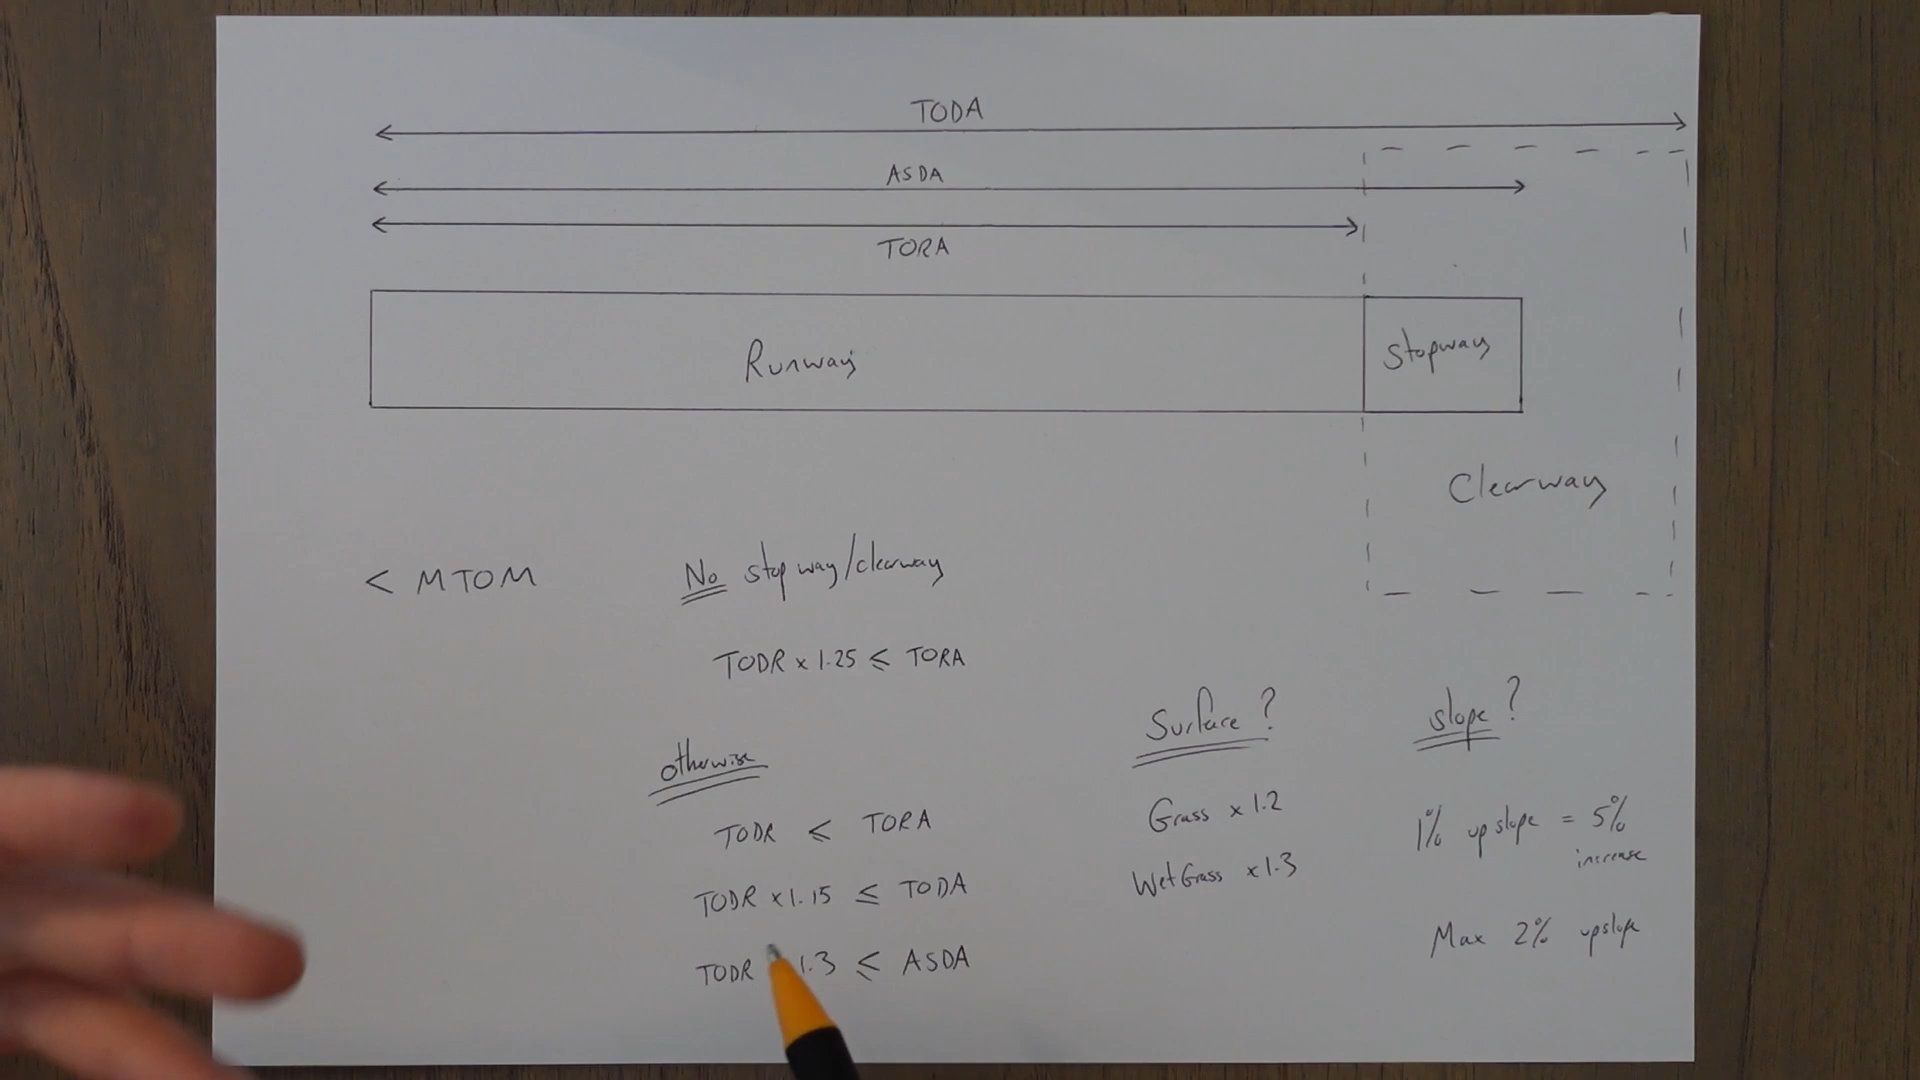 TODA
ASDA
TORA
Runway
Stopway
Clearway
< MTOM
No stopway/clearway
TODR x 1.25 ≤ TORA
otherwise
TODR ≤ TORA
TODR x 1.15 ≤ TODA
TODR 1.3 ≤ ASDA
Surface?
Grass x 1.2
Wet Grass x 1.3
slope?
1% upslope = 5%
increase
Max 2% upslope